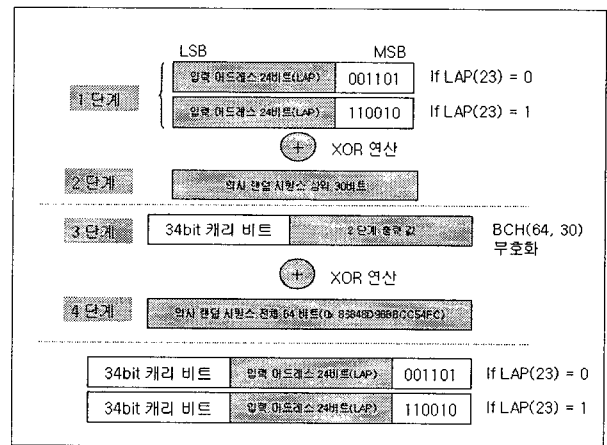 LSB MSB
입력 어드레스 24비트(LAP) 001101 If LAP(23) = 0
1 단계
입력 어드레스 24비트(LAP) 110010 If LAP(23) = 1
+ XOR 연산
2 단계 의사 랜덤 시퀀스 상위 30비트
3 단계 34bit 캐리 비트 2 단계 출력 값 BCH(64, 30)
부호화
+ XOR 연산
4 단계 의사 랜덤 시퀀스 전체 64 비트
34bit 캐리 비트 입력 어드레스 24비트(LAP) 001101 If LAP(23) = 0
34bit 캐리 비트 입력 어드레스 24비트(LAP) 110010 If LAP(23) = 1